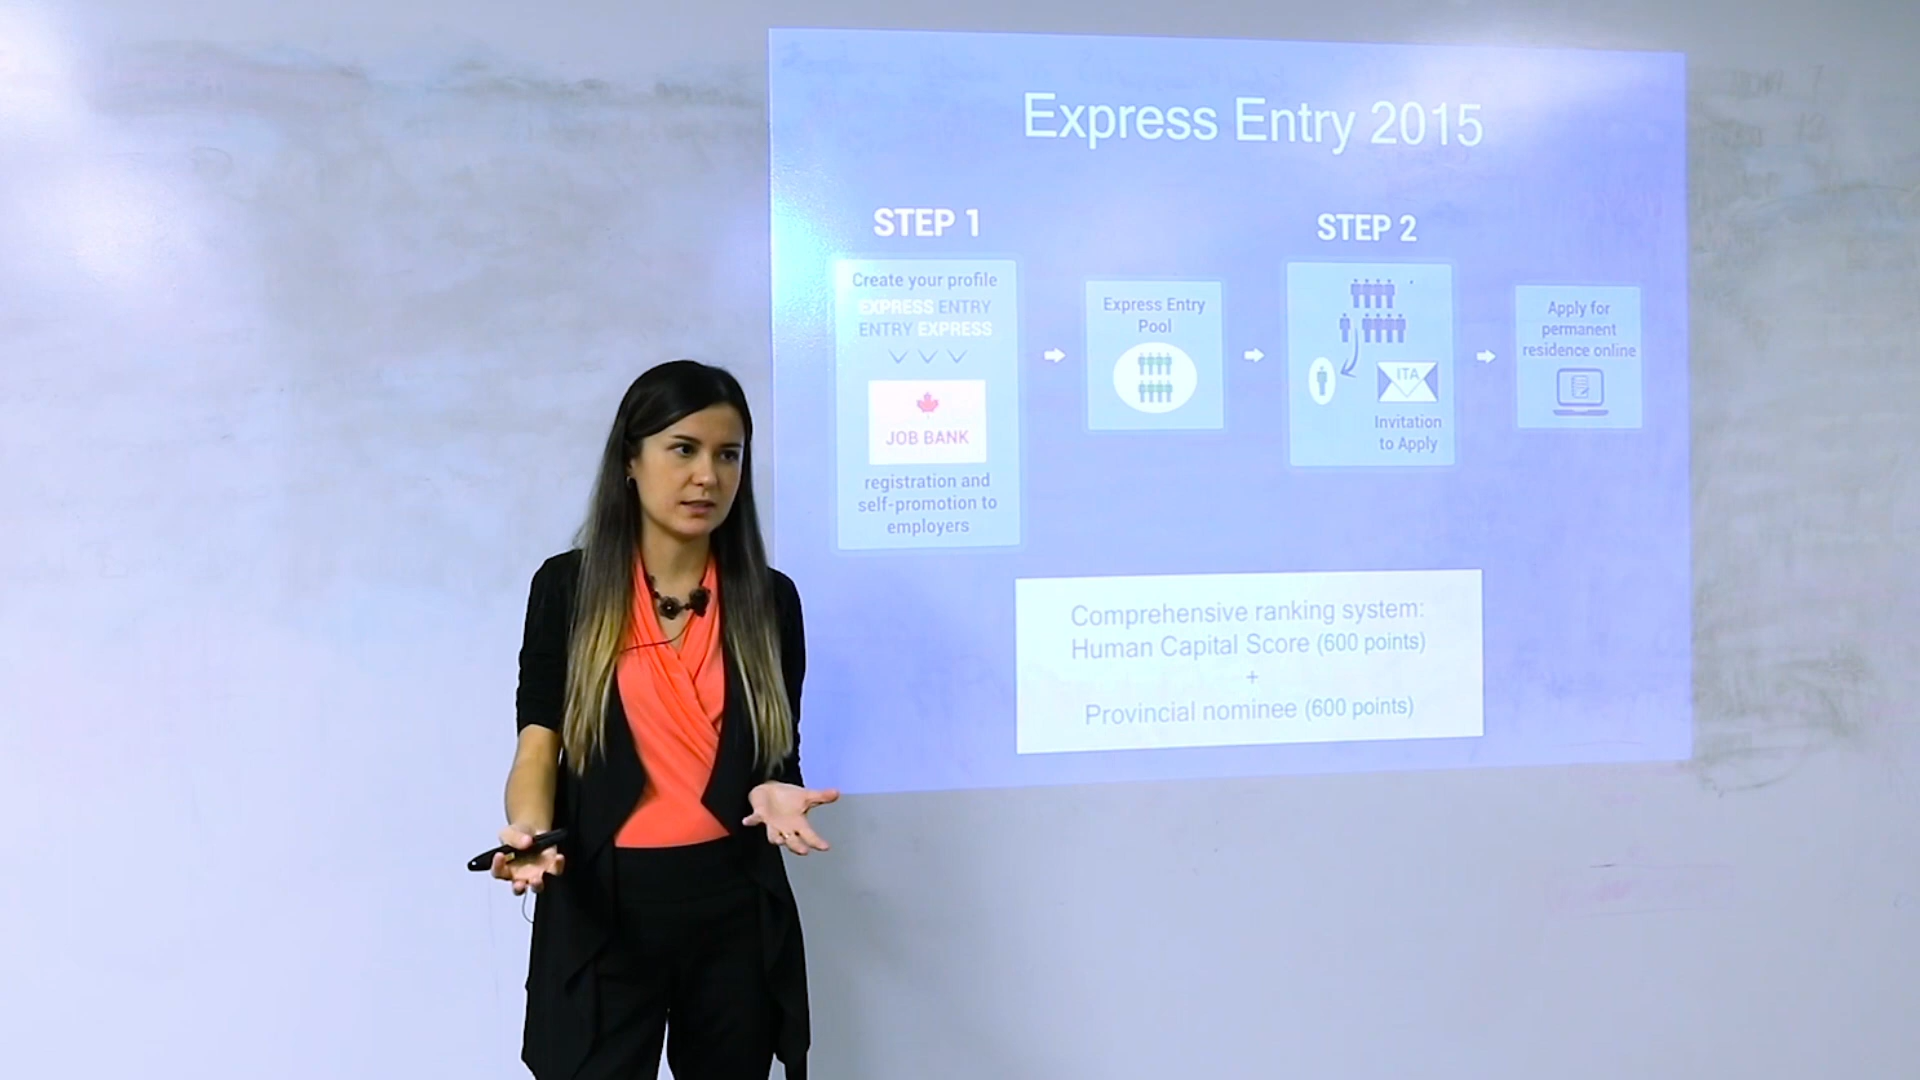 Express Entry 2015
STEP 1
Create your profile
EXPRESS ENTRY
ENTRY EXPRESS
JOB BANK
registration and
self-promotion to
employers
Express Entry
Pool
STEP 2
ITA
Invitation
to Apply
Apply for
permanent
residence online
Comprehensive ranking system:
Human Capital Score (600 points)
+
Provincial nominee (600 points)